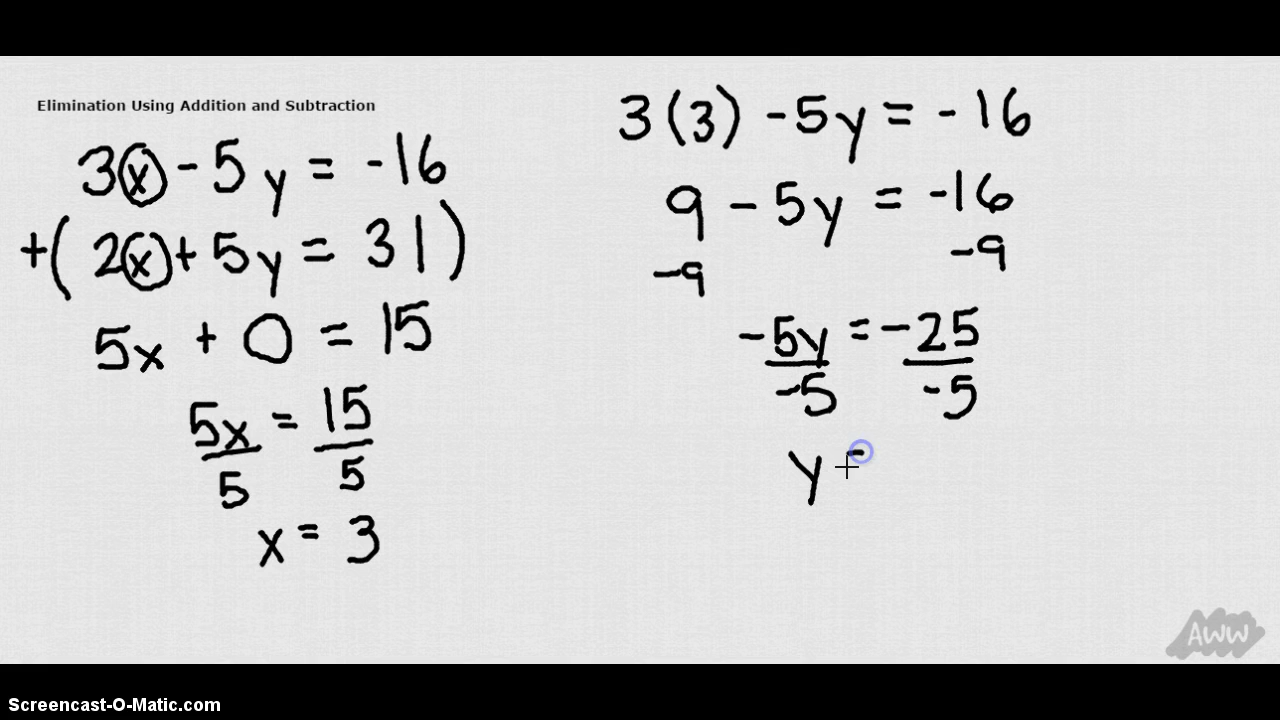 Elimination Using Addition and Subtraction
3x - 5y = -16
+( 2x + 5y = 31 )
5x + 0 = 15
5x = 15
5 5
x = 3
3(3) - 5y = -16
9 - 5y = -16
-9 -9
-5y = -25
-5 -5
y =
AWW
Screencast-O-Matic.com